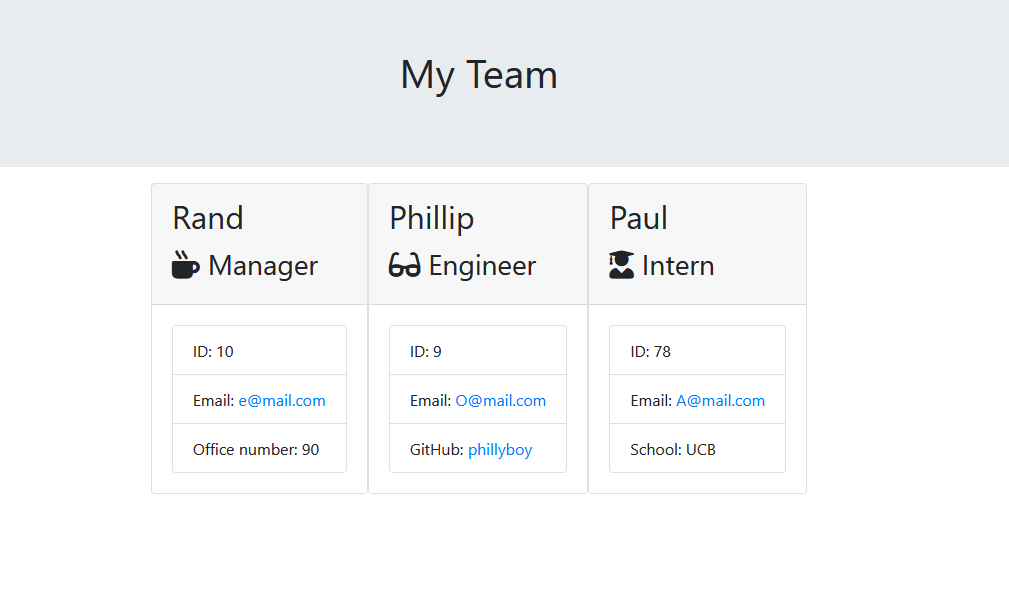 My Team
Rand
Manager
ID: 10
Email: e@mail.com
Office number: 90
Phillip
Engineer
ID: 9
Email: O@mail.com
GitHub: phillyboy
Paul
Intern
ID: 78
Email: A@mail.com
School: UCB